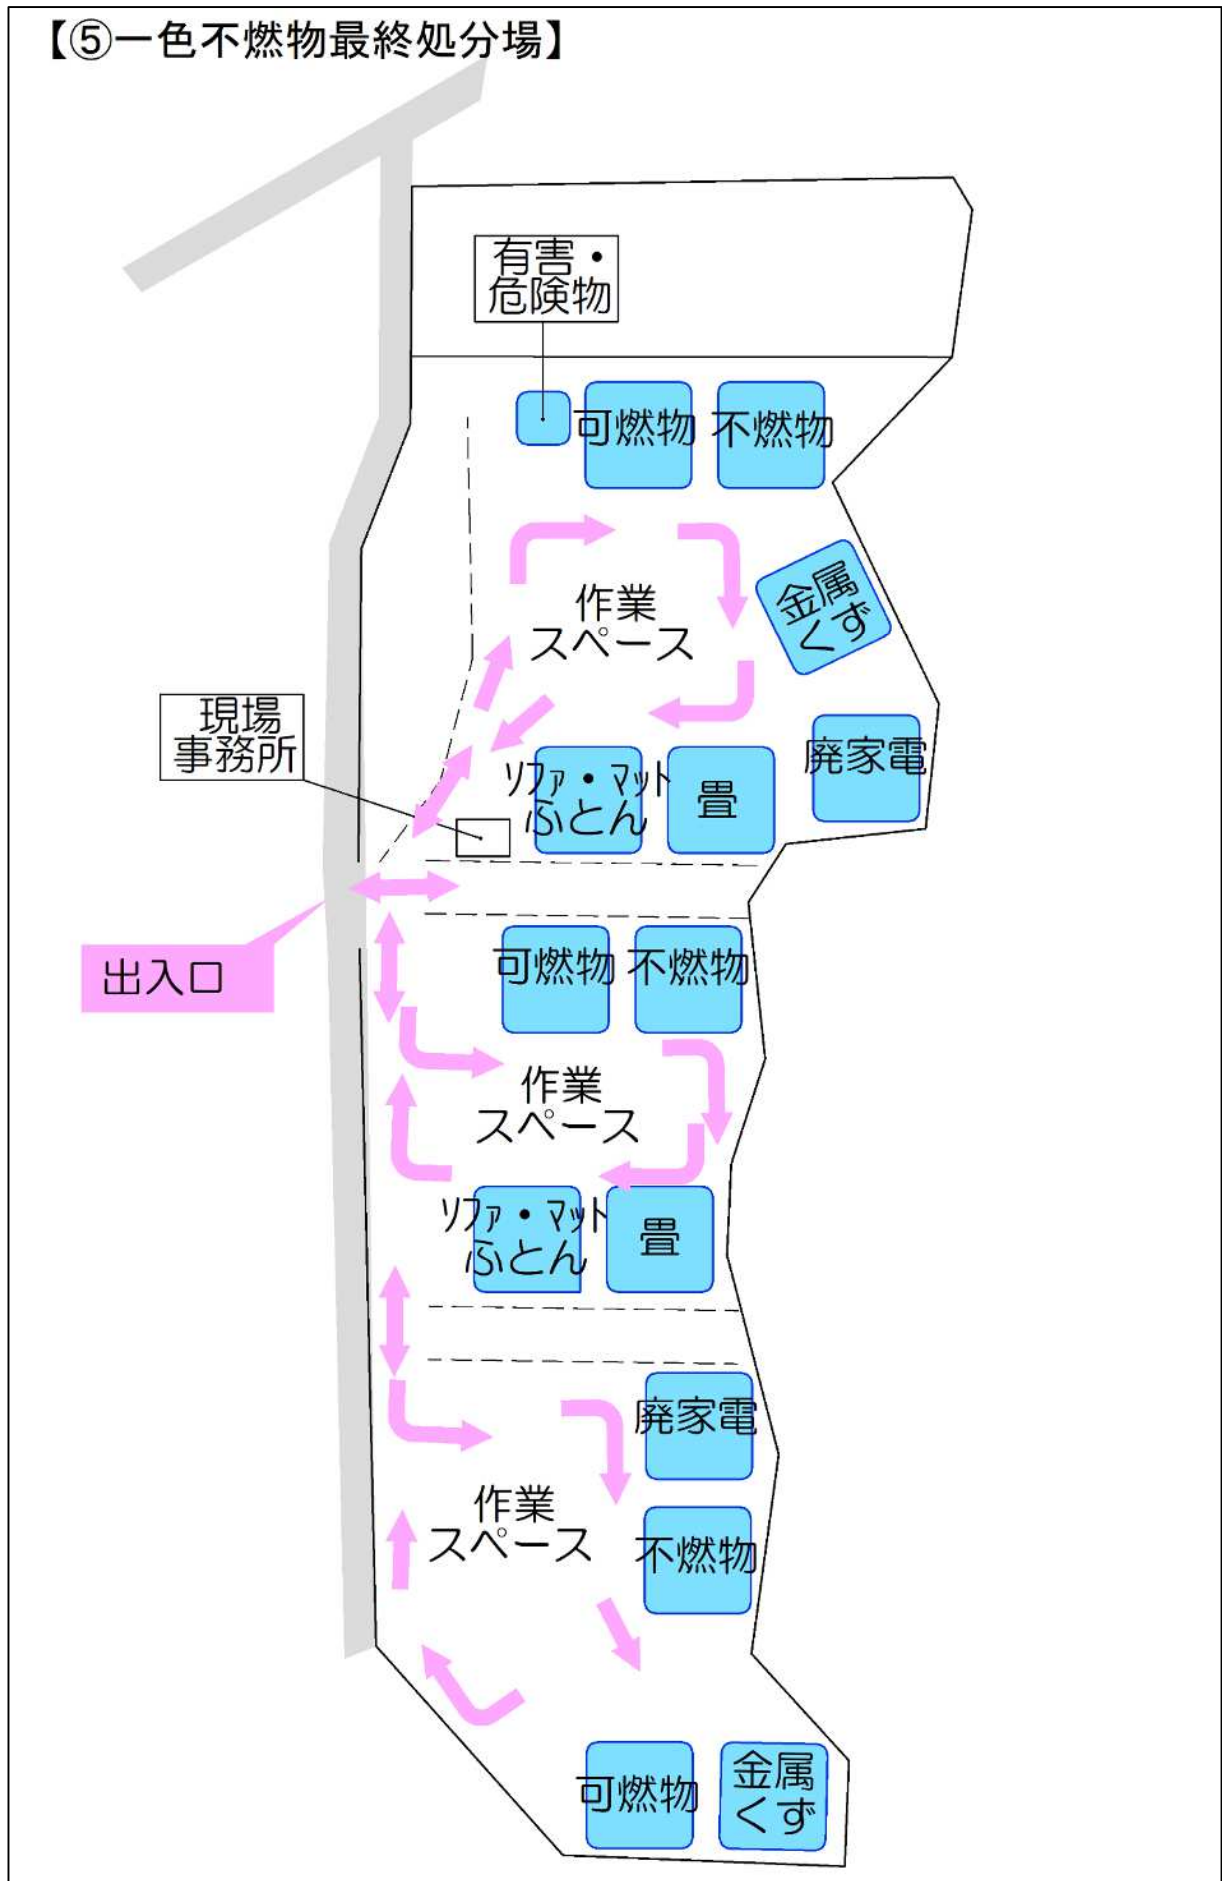 【⑤一色不燃物最終処分場】
有害・
危険物
可燃物
不燃物
金属
くず
作業
スペース
現場
事務所
廃家電
ソファ・マット
ふとん
畳
出入口
可燃物
不燃物
作業
スペース
ソファ・マット
ふとん
畳
廃家電
作業
スペース
不燃物
可燃物
金属
くず